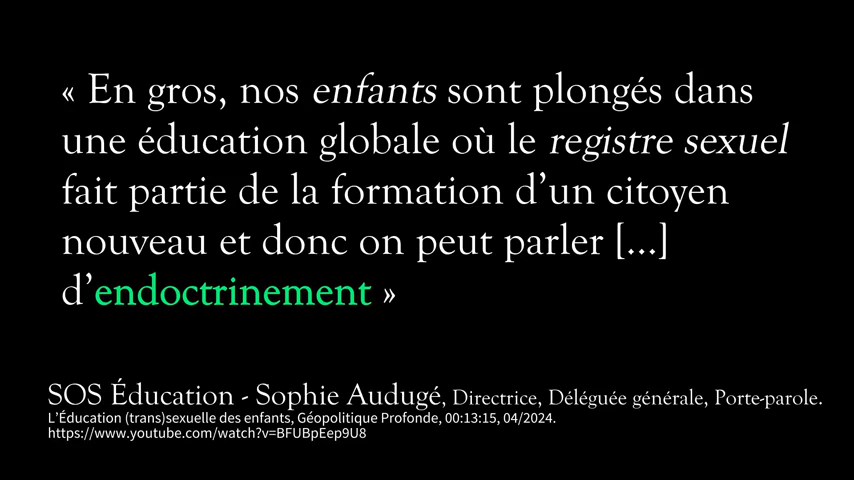 « En gros, nos enfants sont plongés dans
une éducation globale où le registre sexuel
fait partie de la formation d’un citoyen
nouveau et donc on peut parler [...]
d’endoctrinement »
SOS Éducation - Sophie Audugé, Directrice, Déléguée générale, Porte-parole.
L’Éducation (trans)sexuelle des enfants, Géopolitique Profonde, 00:13:15, 04/2024.
https://www.youtube.com/watch?v=BFUBpEep9U8